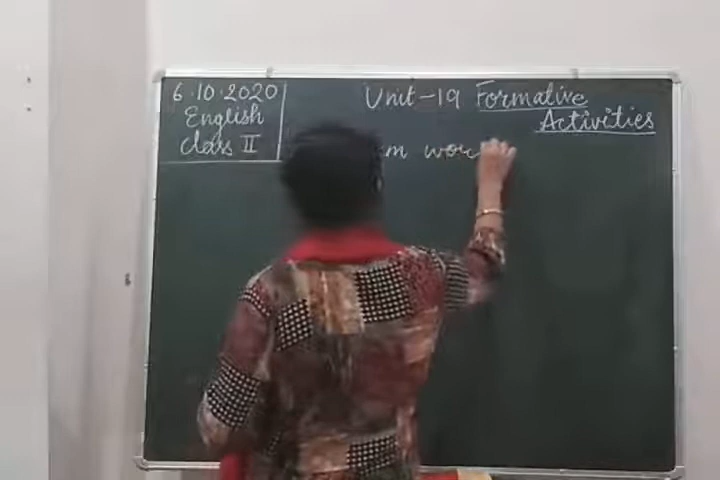 6.10.2020
English
Class II
Unit-19 Formative
Activities